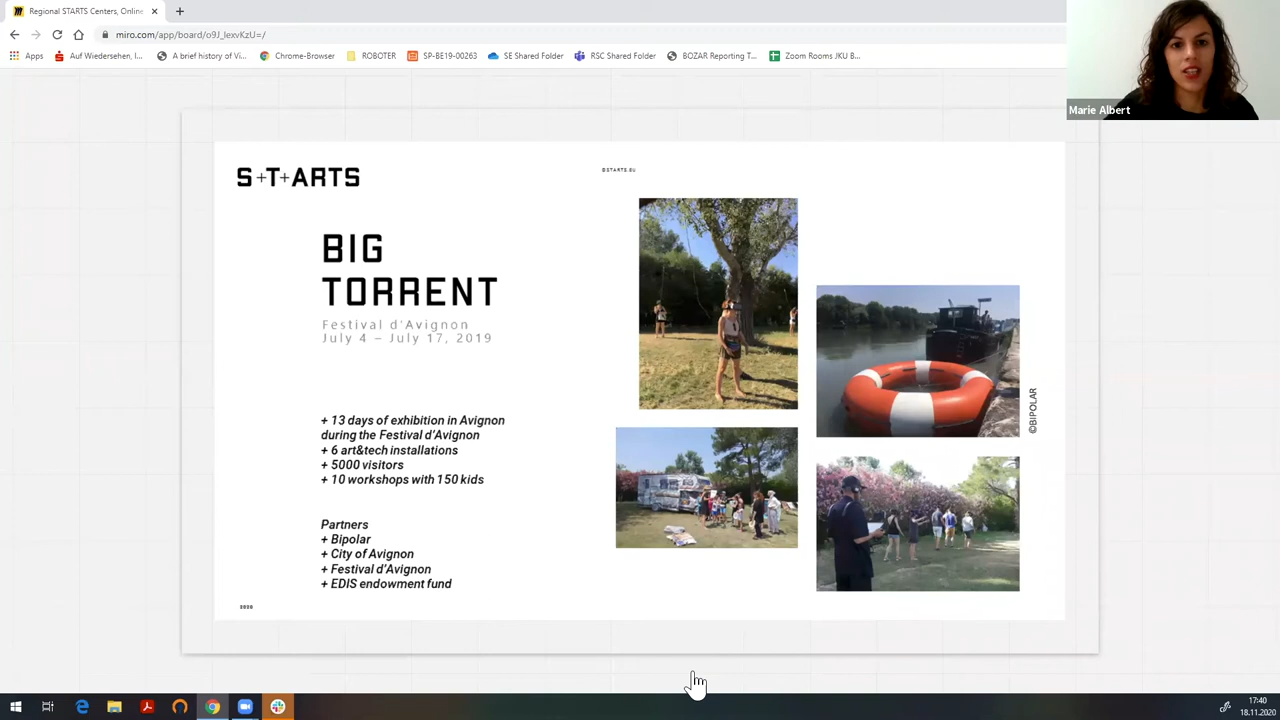 Regional STARTS Centers, Online
miro.com/app/board/o9J_lexvKzU=/
Apps
Auf Wiedersehen, I...
A brief history of Vi...
Chrome-Browser
ROBOTER
SP-BE19-00263
SE Shared Folder
RSC Shared Folder
BOZAR Reporting T...
Zoom Rooms JKU B...
Marie Albert
S+T+ARTS
©STARTS.EU
BIG
TORRENT
Festival d'Avignon
July 4 – July 17, 2019
+ 13 days of exhibition in Avignon
during the Festival d'Avignon
+ 6 art&tech installations
+ 5000 visitors
+ 10 workshops with 150 kids
Partners
+ Bipolar
+ City of Avignon
+ Festival d'Avignon
+ EDIS endowment fund
©BIPOLAR
2020
17:40
18.11.2020